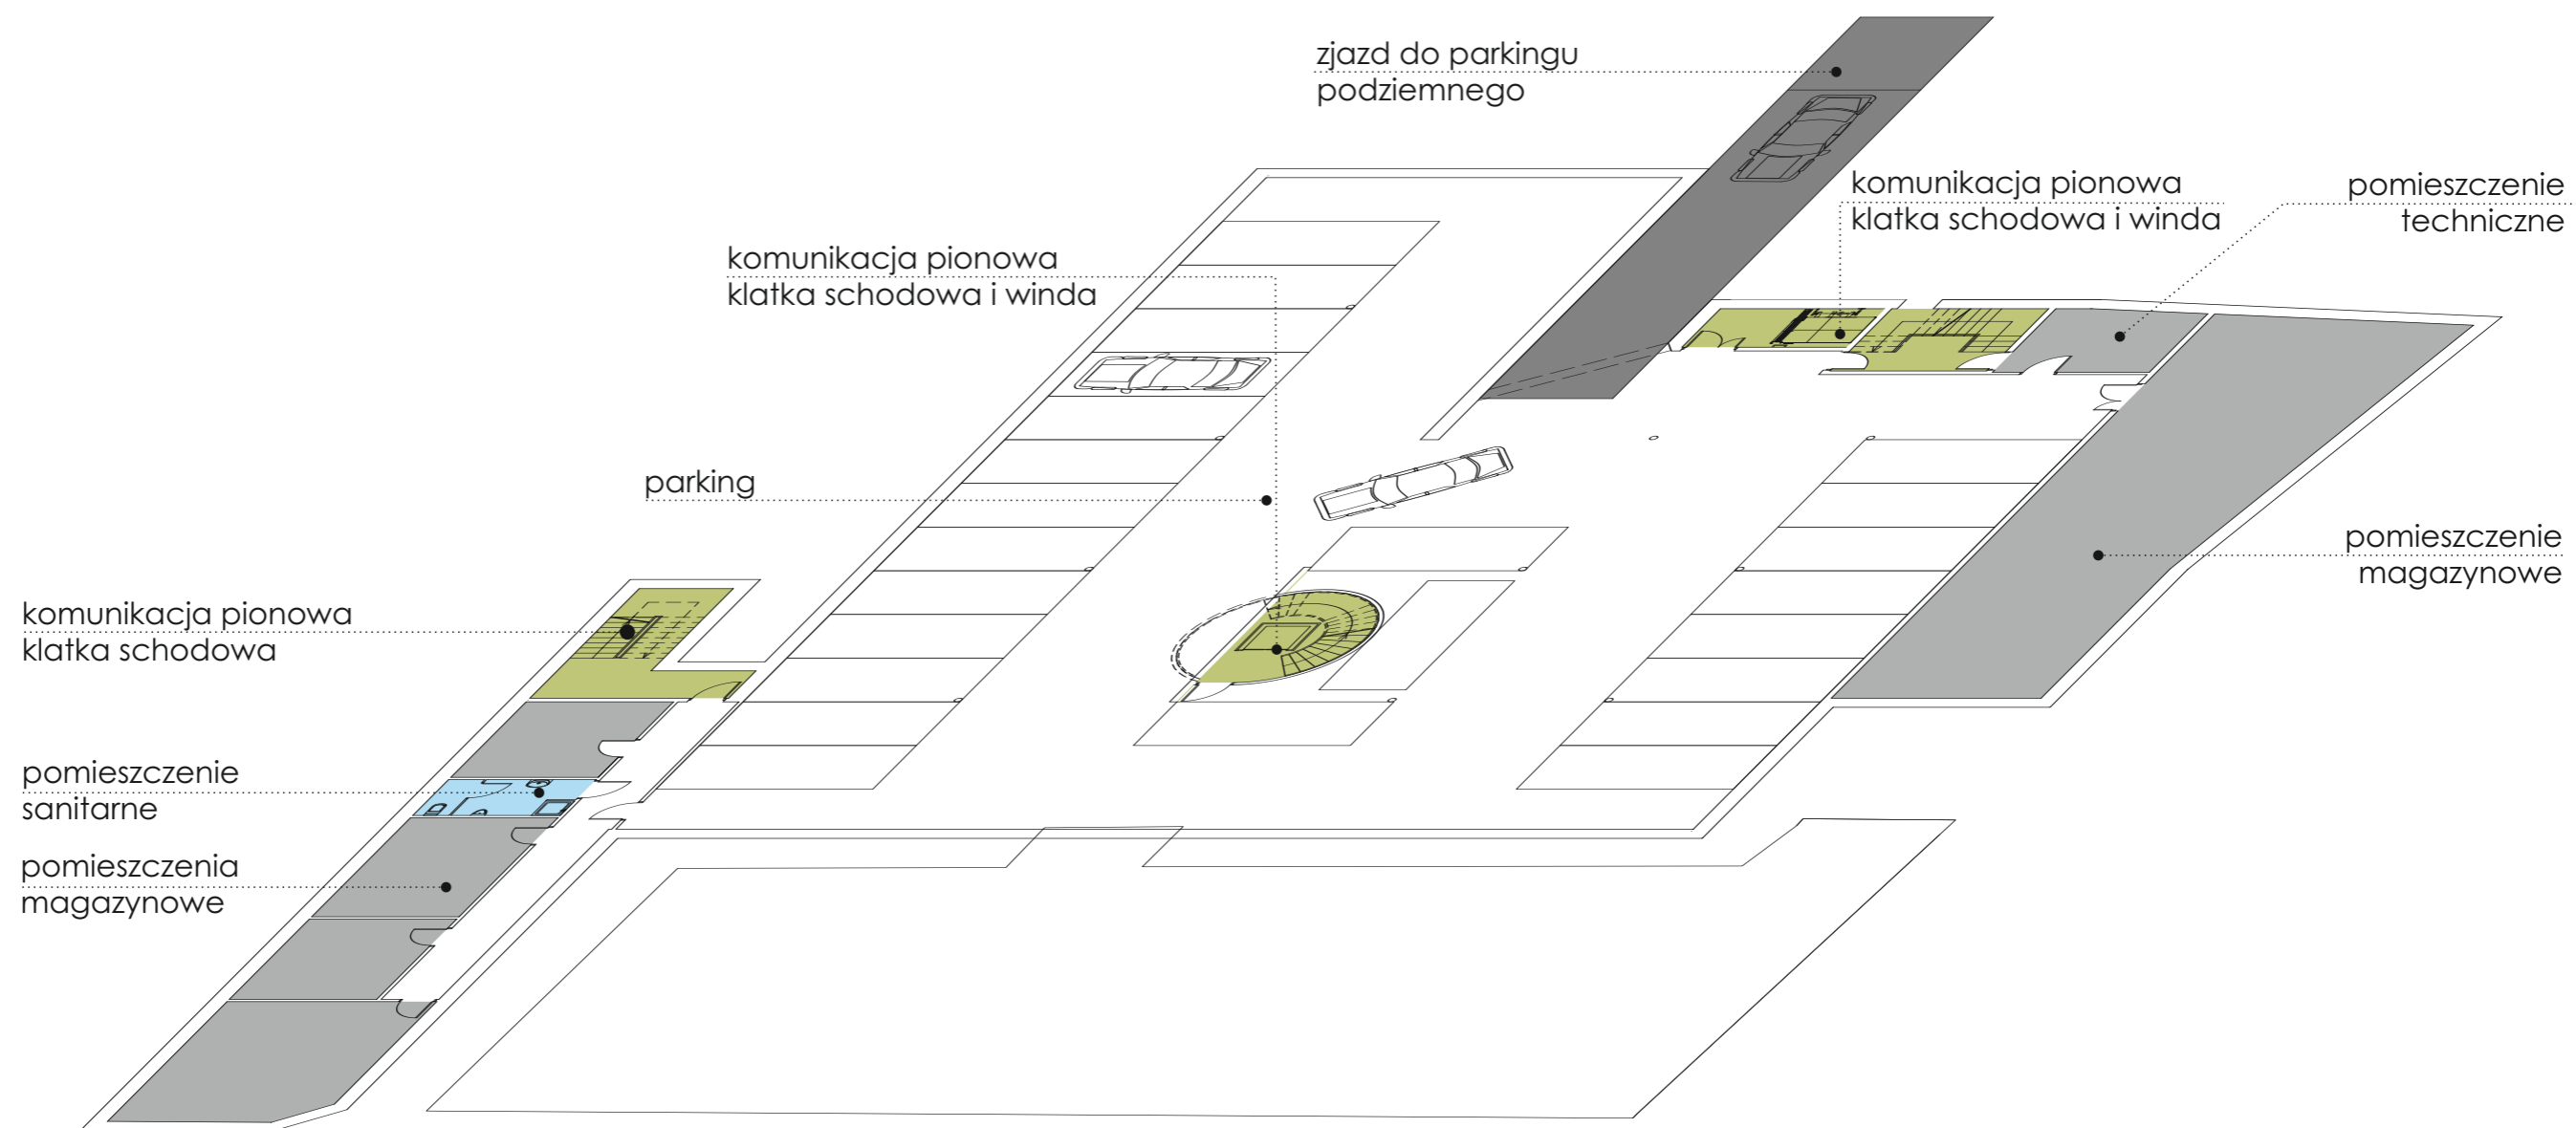 zjazd do parkingu
podziemnego
komunikacja pionowa
klatka schodowa i winda
pomieszczenie
techniczne
komunikacja pionowa
klatka schodowa i winda
parking
pomieszczenie
magazynowe
komunikacja pionowa
klatka schodowa
pomieszczenie
sanitarne
pomieszczenia
magazynowe